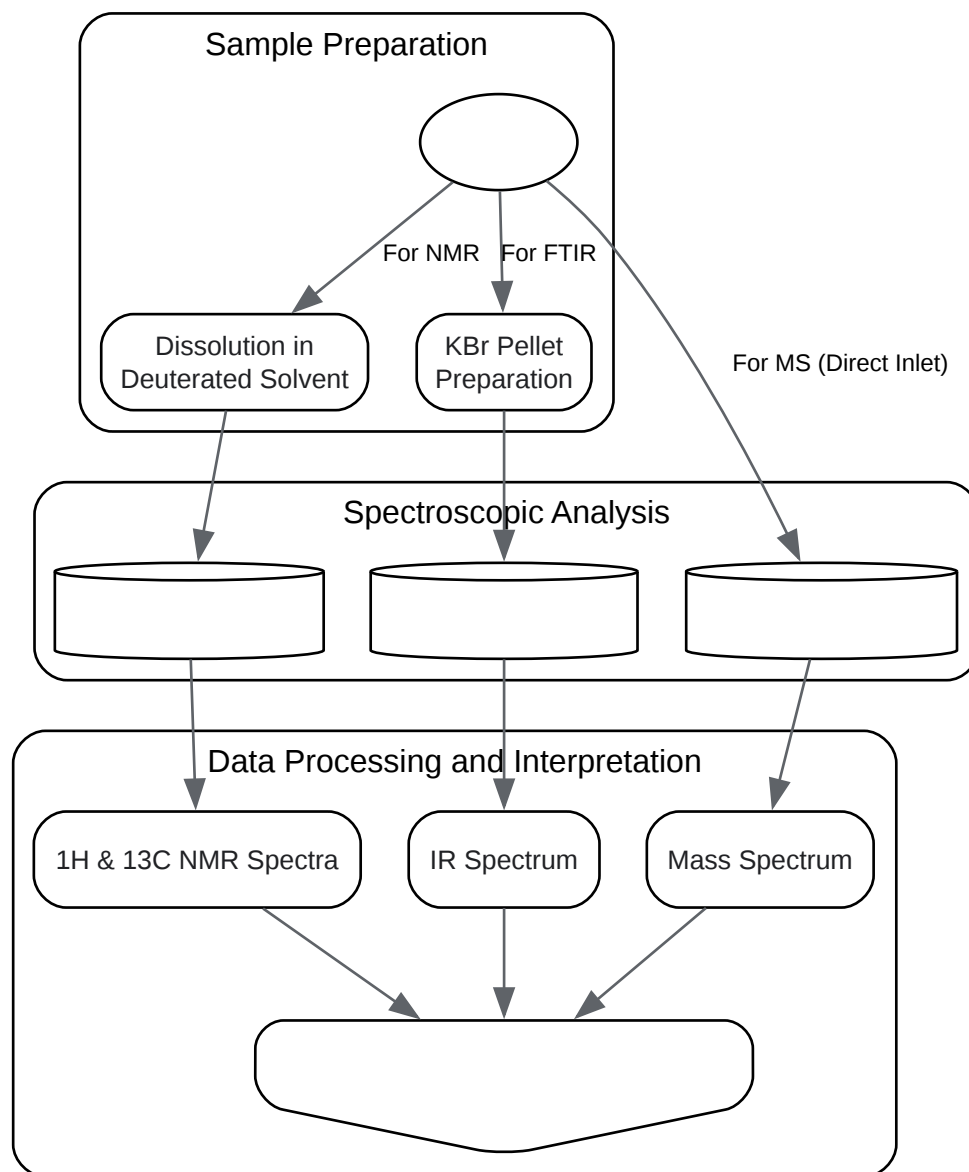 Sample Preparation
For NMR
For FTIR
Dissolution in
Deuterated Solvent
KBr Pellet
Preparation
For MS (Direct Inlet)
Spectroscopic Analysis
Data Processing and Interpretation
1H & 13C NMR Spectra
IR Spectrum
Mass Spectrum